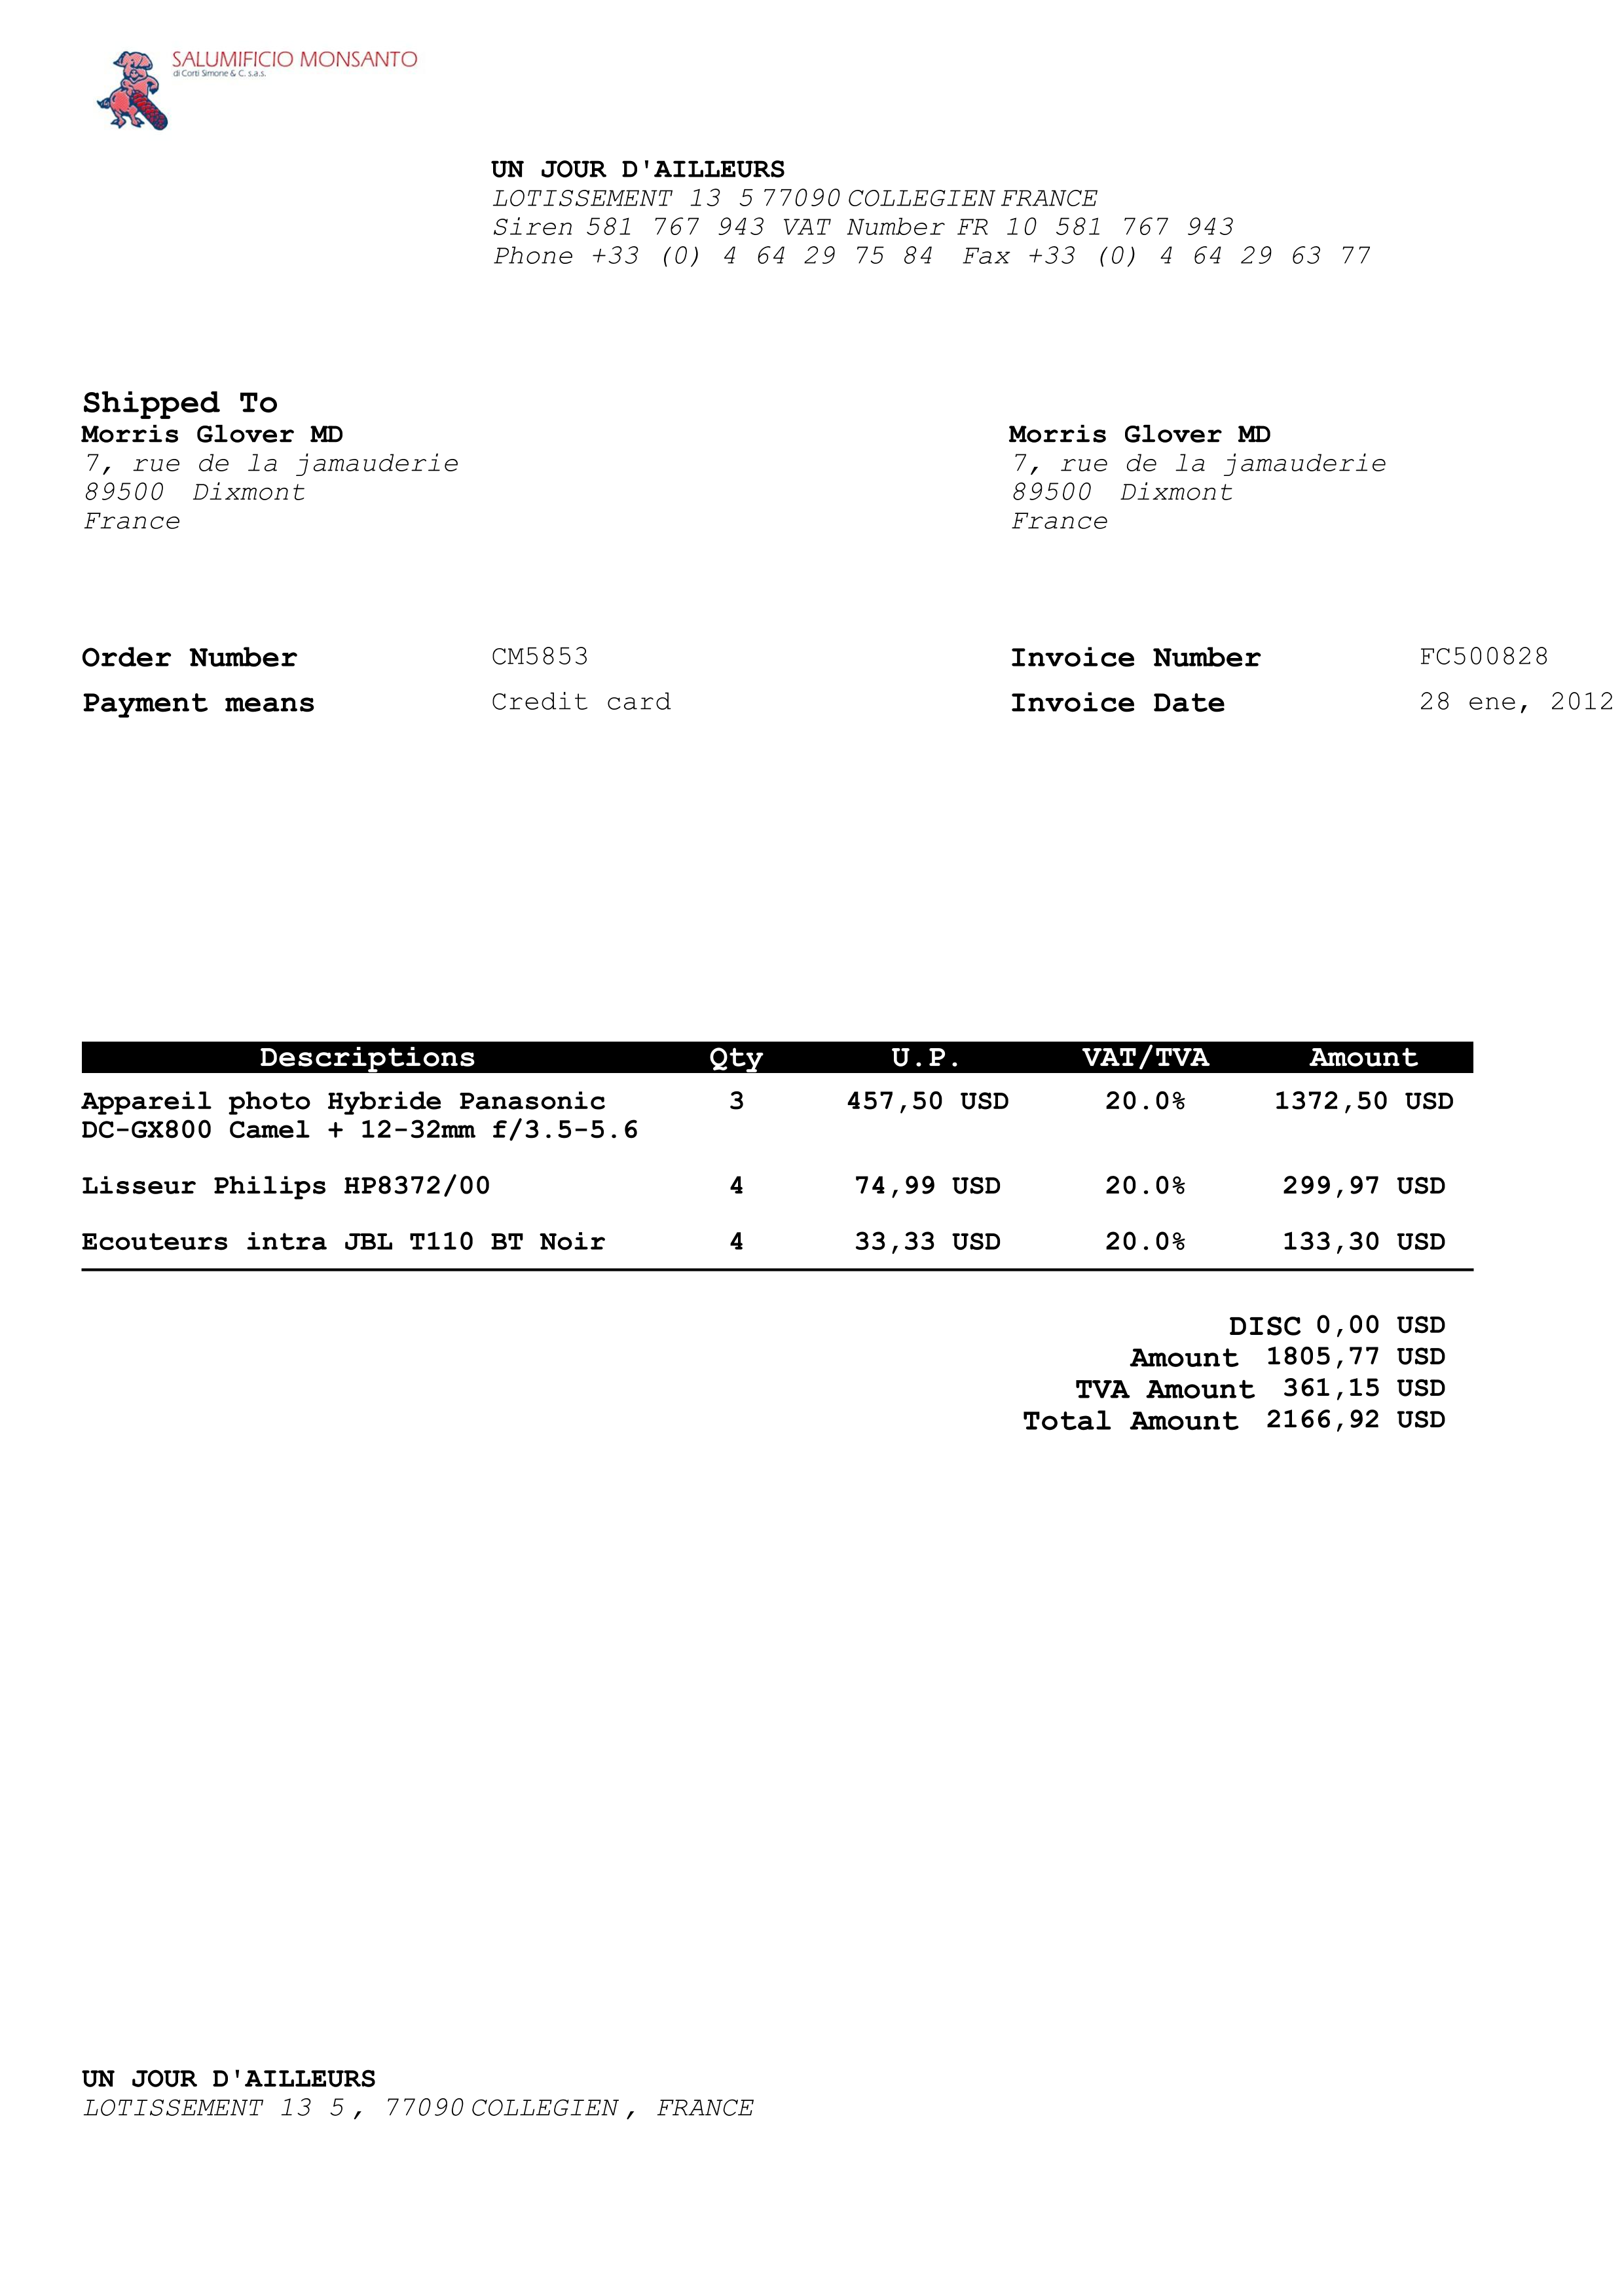 SALUMIFICIO MONSANTO
di Corti Simone & C. s.a.s.
UN JOUR D'AILLEURS
LOTISSEMENT 13 5 77090 COLLEGIEN FRANCE
Siren 581 767 943 VAT Number FR 10 581 767 943
Phone +33 (0) 4 64 29 75 84 Fax +33 (0) 4 64 29 63 77
Shipped To
Morris Glover MD Morris Glover MD
7, rue de la jamauderie 7, rue de la jamauderie
89500 Dixmont 89500 Dixmont
France France
Order Number CM5853 Invoice Number FC500828
Payment means Credit card Invoice Date 28 ene, 2012
Descriptions Qty U.P. VAT/TVA Amount
Appareil photo Hybride Panasonic 3 457,50 USD 20.0% 1372,50 USD
DC-GX800 Camel + 12-32mm f/3.5-5.6
Lisseur Philips HP8372/00 4 74,99 USD 20.0% 299,97 USD
Ecouteurs intra JBL T110 BT Noir 4 33,33 USD 20.0% 133,30 USD
DISC 0,00 USD
Amount 1805,77 USD
TVA Amount 361,15 USD
Total Amount 2166,92 USD
UN JOUR D'AILLEURS
LOTISSEMENT 13 5 , 77090 COLLEGIEN , FRANCE